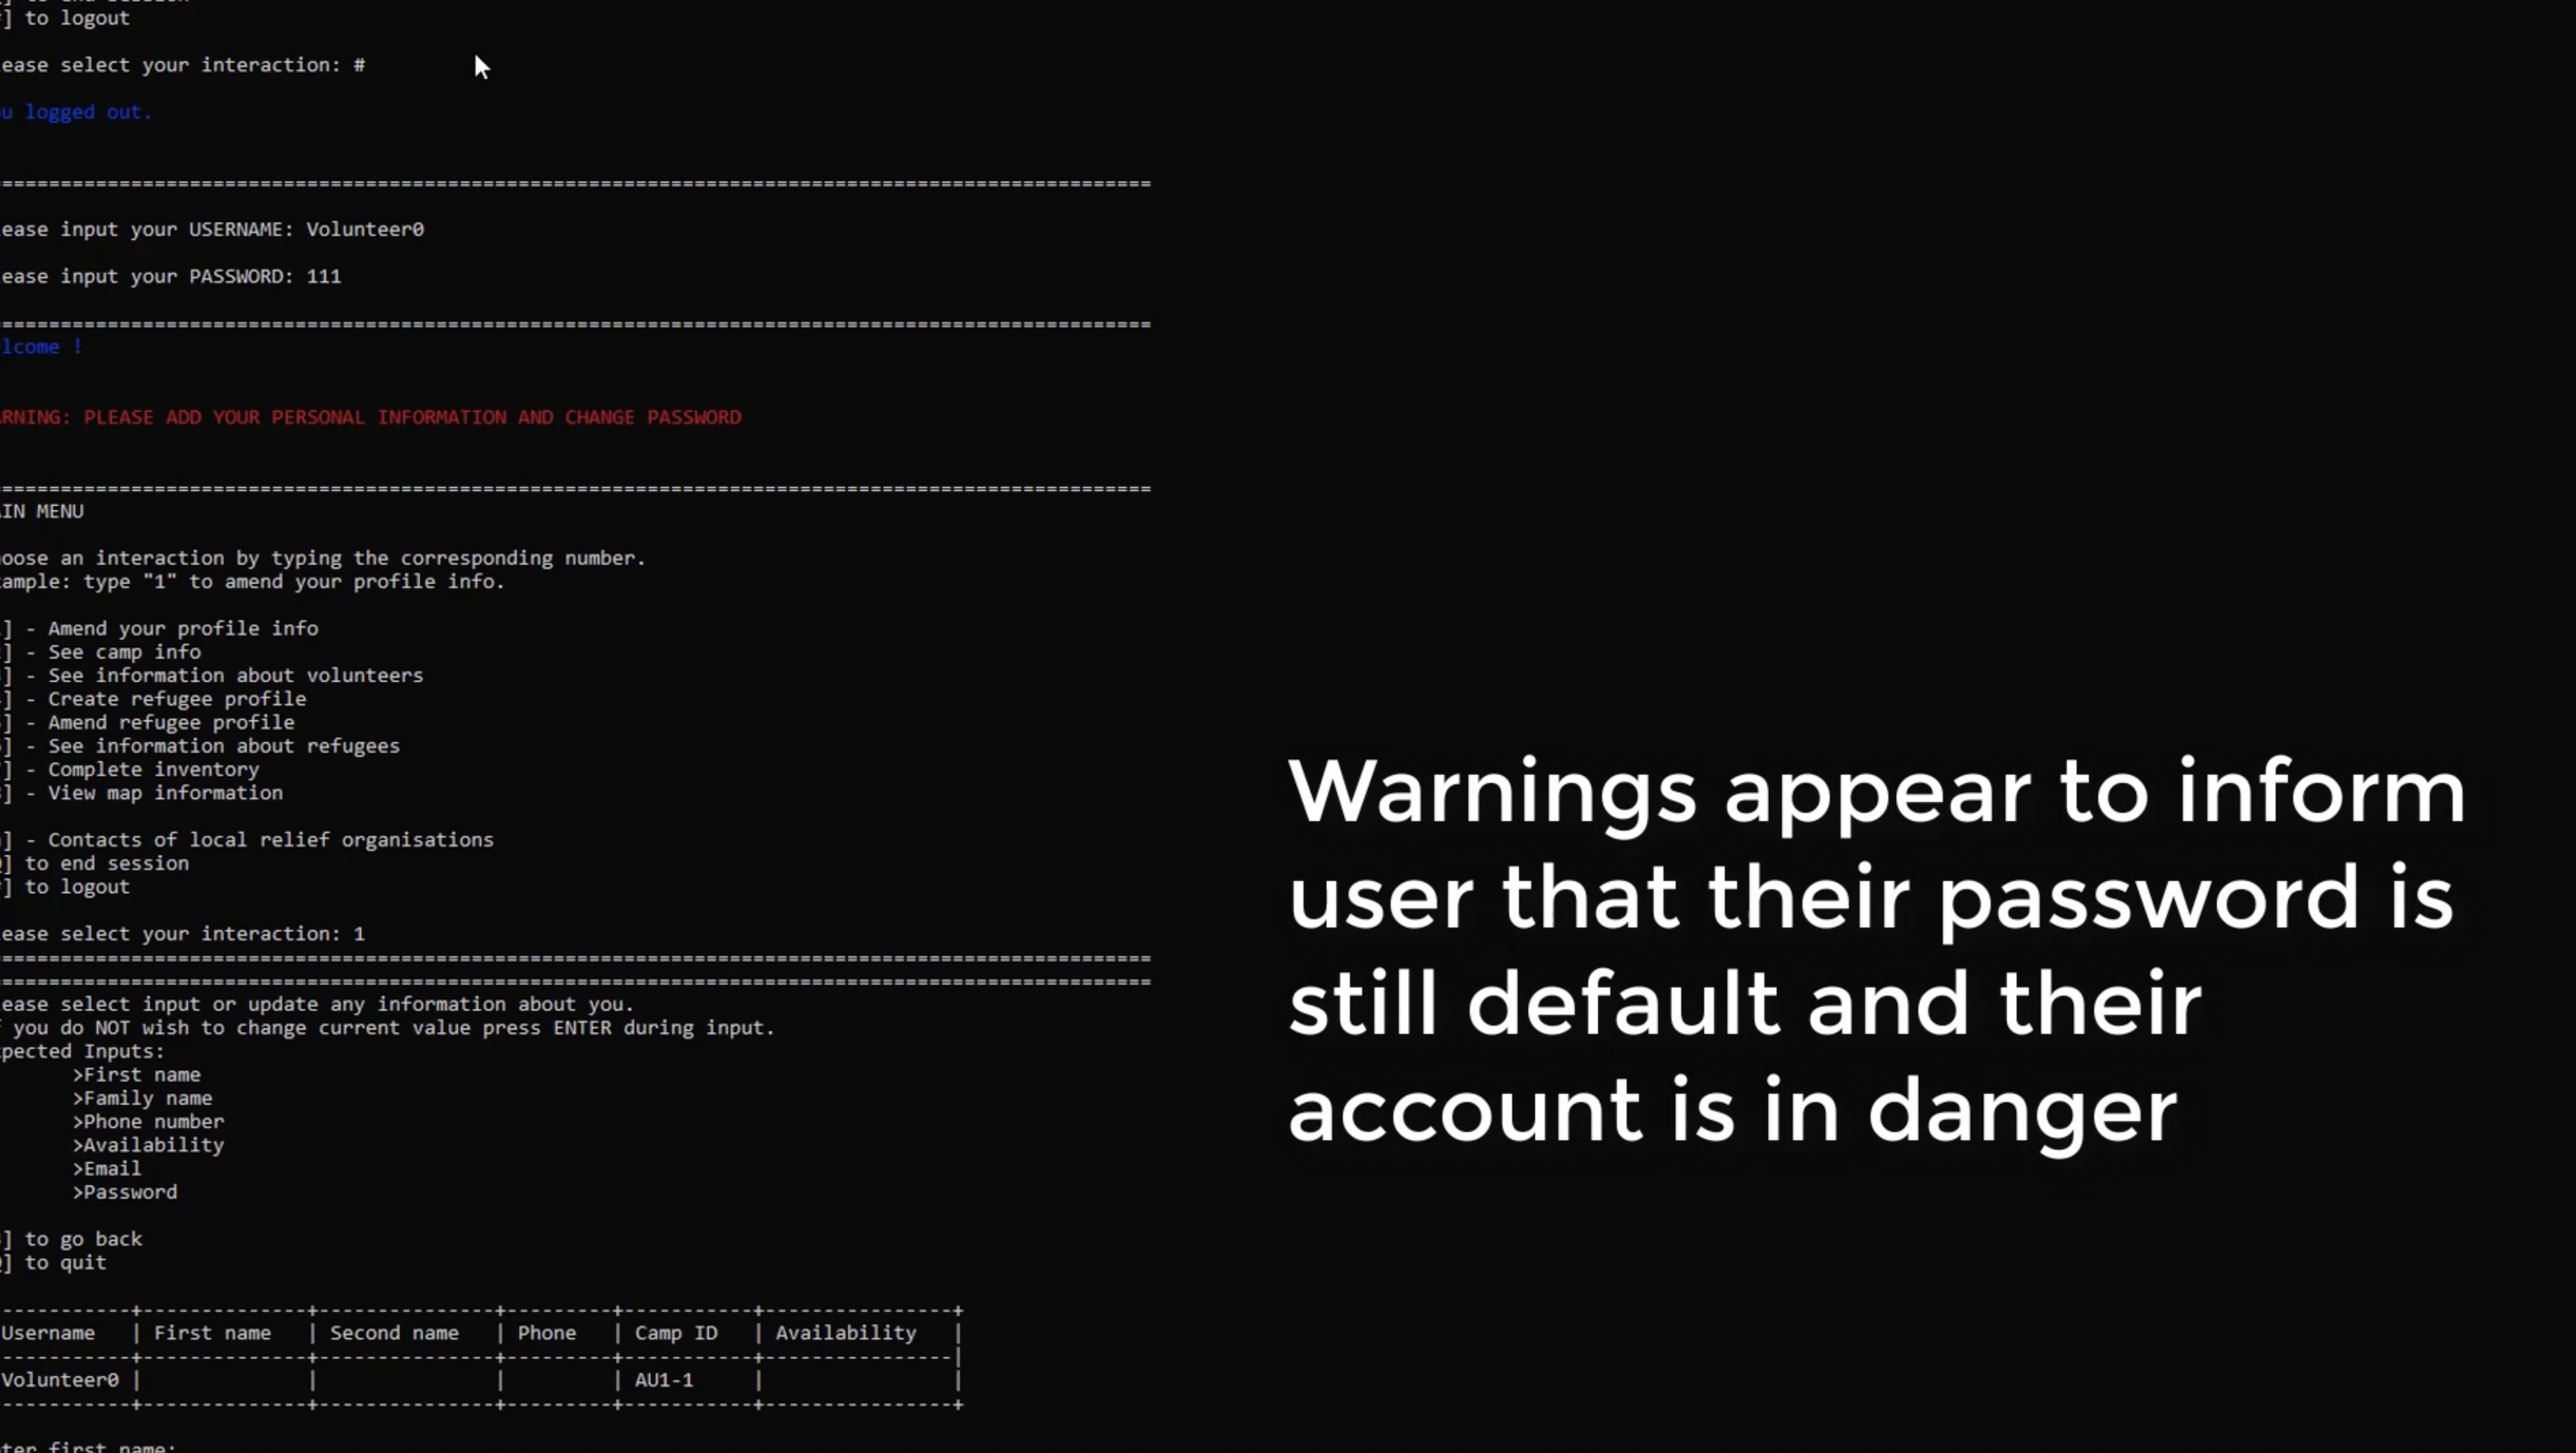 ] to logout
ease select your interaction: #
u logged out.
==================================================================================================
ease input your USERNAME: Volunteer0
ease input your PASSWORD: 111
==================================================================================================
lcome !
RNING: PLEASE ADD YOUR PERSONAL INFORMATION AND CHANGE PASSWORD
==================================================================================================
IN MENU
oose an interaction by typing the corresponding number.
ample: type "1" to amend your profile info.
] - Amend your profile info
] - See camp info
] - See information about volunteers
] - Create refugee profile
] - Amend refugee profile
] - See information about refugees
] - Complete inventory
] - View map information
] - Contacts of local relief organisations
] to end session
] to logout
ease select your interaction: 1
==================================================================================================
==================================================================================================
ease select input or update any information about you.
you do NOT wish to change current value press ENTER during input.
pected Inputs:
>First name
>Family name
>Phone number
>Availability
>Email
>Password
] to go back
] to quit
-----------+--------------+---------------+---------+-----------+----------------+
Username | First name | Second name | Phone | Camp ID | Availability |
-----------+--------------+---------------+---------+-----------+----------------|
Volunteer0 | | | | AU1-1 | |
-----------+--------------+---------------+---------+-----------+----------------+
ter first name:
Warnings appear to inform
user that their password is
still default and their
account is in danger